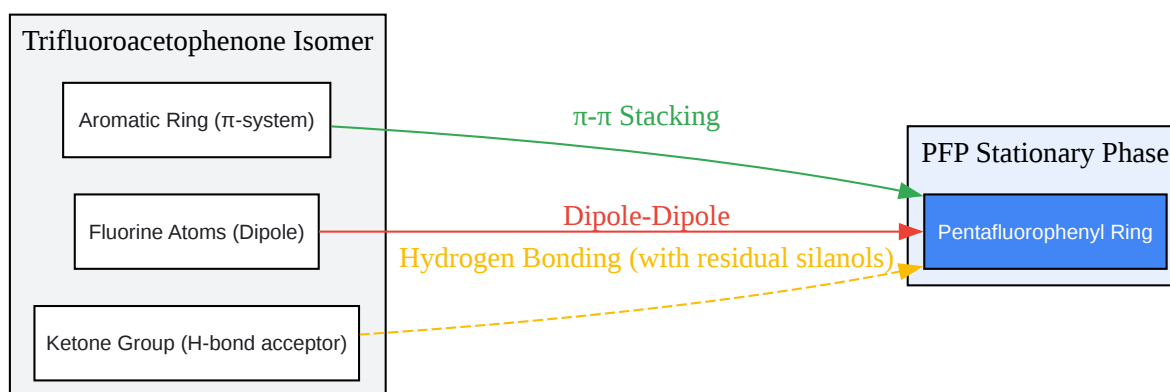 Trifluoroacetophenone Isomer
Aromatic Ring (π-system)
Fluorine Atoms (Dipole)
Ketone Group (H-bond acceptor)
π-π Stacking
Dipole-Dipole
Hydrogen Bonding (with residual silanols)
PFP Stationary Phase
Pentafluorophenyl Ring